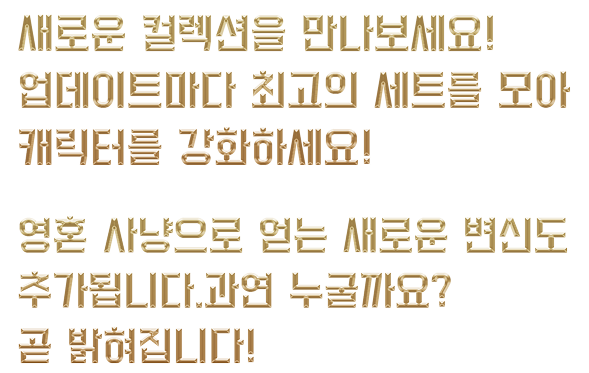 새로운 컬렉션을 만나보세요!
업데이트마다 최고의 세트를 모아
캐릭터를 강화하세요!
영혼 사냥으로 얻는 새로운 변신도
추가됩니다.과연 누굴까요?
곧 밝혀집니다!